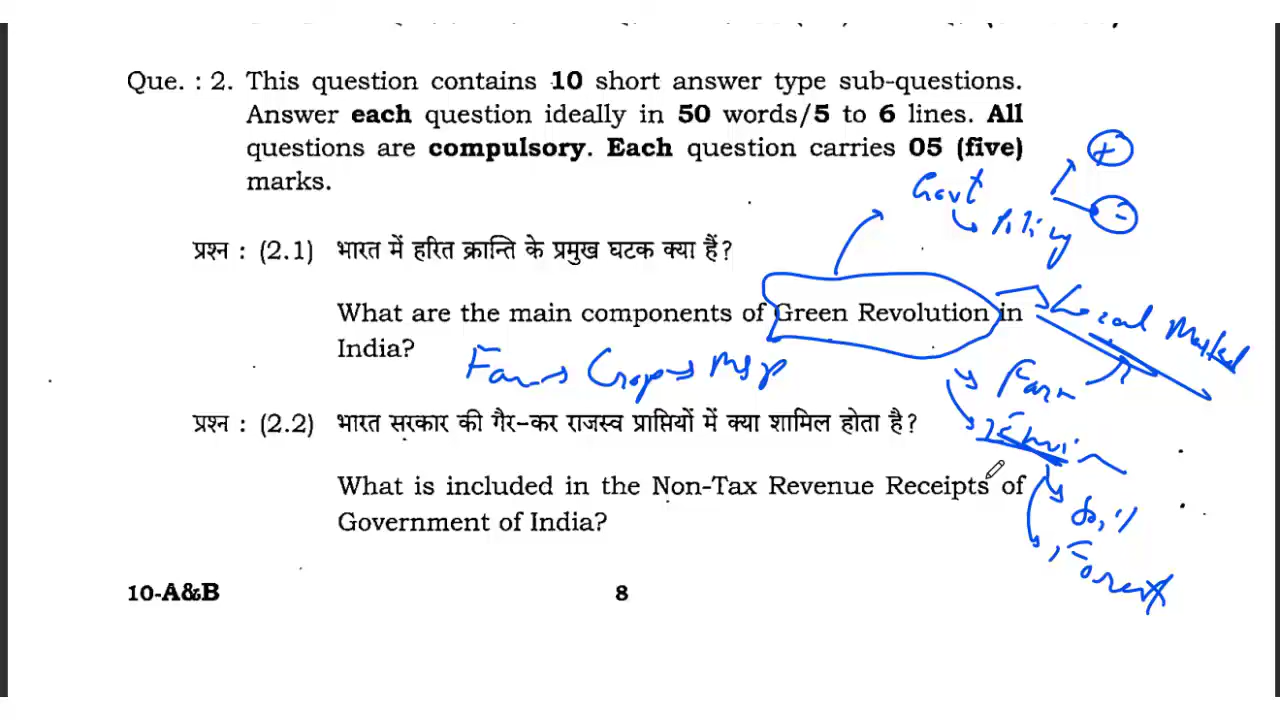 Que. : 2. This question contains 10 short answer type sub-questions.
Answer each question ideally in 50 words/5 to 6 lines. All
questions are compulsory. Each question carries 05 (five)
marks.
+
Govt
Policy
-
प्रश्न : (2.1) भारत में हरित क्रान्ति के प्रमुख घटक क्या हैं?
What are the main components of Green Revolution in
India?
Local Market
Crop MSP
Farm
प्रश्न : (2.2) भारत सरकार की गैर-कर राजस्व प्राप्तियों में क्या शामिल होता है?
What is included in the Non-Tax Revenue Receipts of
Government of India?
Forest
10-A&B
8